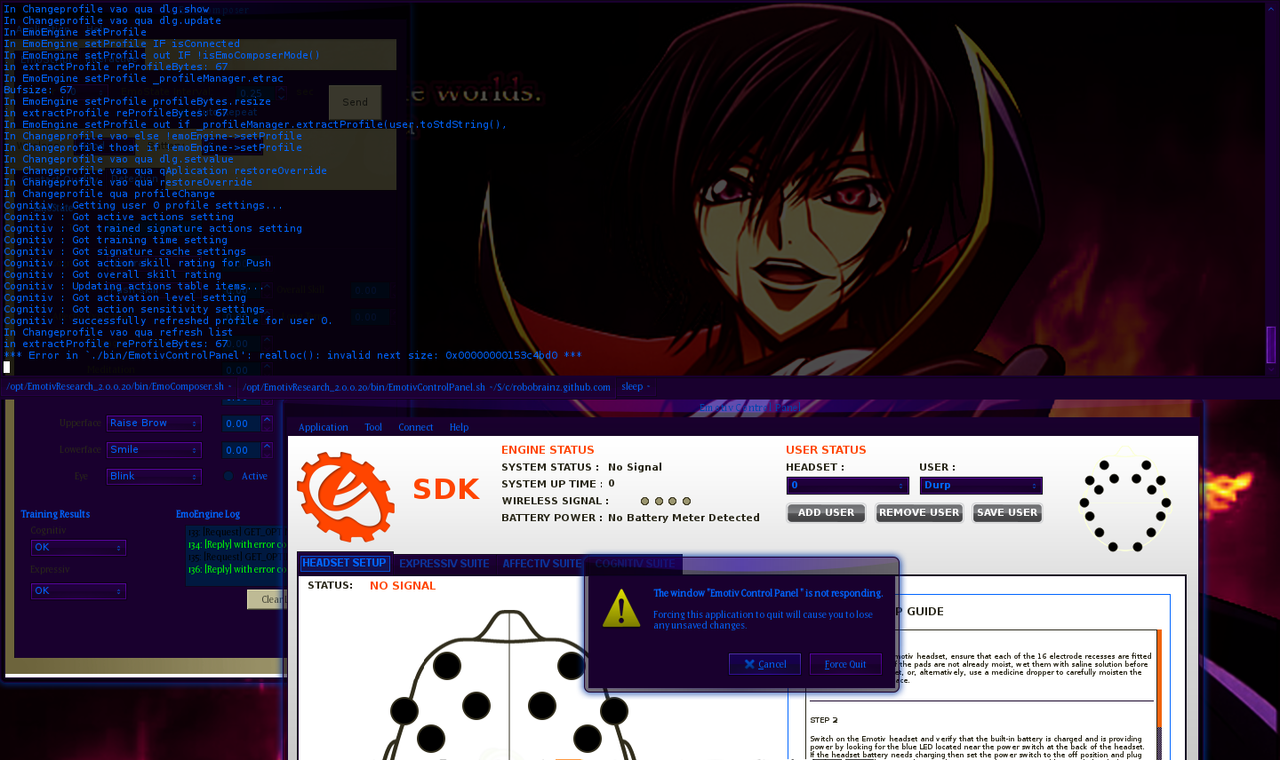 In Changeprofile vao qua dlg.show
In Changeprofile vao qua dlg.update
In EmoEngine setProfile
In EmoEngine setProfile IF isConnected
In EmoEngine setProfile out IF !isEmoComposerMode()
in extractProfile reProfileBytes: 67
In EmoEngine setProfile _profileManager.etrac
Bufsize: 67
In EmoEngine setProfile profileBytes.resize
in extractProfile reProfileBytes: 67
In EmoEngine setProfile out if _profileManager.extractProfile(user.toStdString(),
In Changeprofile vao else !emoEngine->setProfile
In Changeprofile thoat if !emoEngine->setProfile
In Changeprofile vao qua dlg.setvalue
In Changeprofile vao qua qAplication restoreOverride
In Changeprofile vao qua restoreOverride
In Changeprofile qua profileChange
Cognitiv : Getting user 0 profile settings...
Cognitiv : Got active actions setting
Cognitiv : Got trained signature actions setting
Cognitiv : Got training time setting
Cognitiv : Got signature cache settings
Cognitiv : Got action skill rating for Push
Cognitiv : Got overall skill rating
Cognitiv : Updating actions table items...
Cognitiv : Got activation level setting
Cognitiv : Got action sensitivity settings
Cognitiv : successfully refreshed profile for user 0.
In Changeprofile vao qua refresh list
in extractProfile reProfileBytes: 67
*** Error in `./bin/EmotivControlPanel': realloc(): invalid next size: 0x00000000153c4bd0 ***
0.25
Send
worlds.
0.00
/opt/EmotivResearch_2.0.0.20/bin/EmoComposer.sh
/opt/EmotivResearch_2.0.0.20/bin/EmotivControlPanel.sh
~/S/c/robobrainz.github.com
sleep
Upperface Raise Brow 0.00
Lowerface Smile 0.00
Eye Blink Active
Training Results
Cognitiv
OK
Expressiv
OK
EmoEngine Log
134: [Reply] with error co
136: [Reply] with error co
Clear
Emotiv Control Panel
Application Tool Connect Help
SDK
ENGINE STATUS
SYSTEM STATUS : No Signal
SYSTEM UP TIME : 0
WIRELESS SIGNAL :
BATTERY POWER : No Battery Meter Detected
USER STATUS
HEADSET : USER :
0 Durp
ADD USER REMOVE USER SAVE USER
HEADSET SETUP EXPRESSIV SUITE AFFECTIV SUITE COGNITIV SUITE
STATUS: NO SIGNAL
The window "Emotiv Control Panel " is not responding.
Forcing this application to quit will cause you to lose
any unsaved changes.
Cancel Force Quit
GUIDE
headset, ensure that each of the 16 electrode recesses are fitted
the pads are not already moist, wet them with saline solution before
or, alternatively, use a medicine dropper to carefully moisten the
STEP 2
Switch on the Emotiv headset and verify that the built-in battery is charged and is providing
power by looking for the blue LED located near the power switch at the back of the headset.
If the headset battery needs charging then set the power switch to the off position and plug